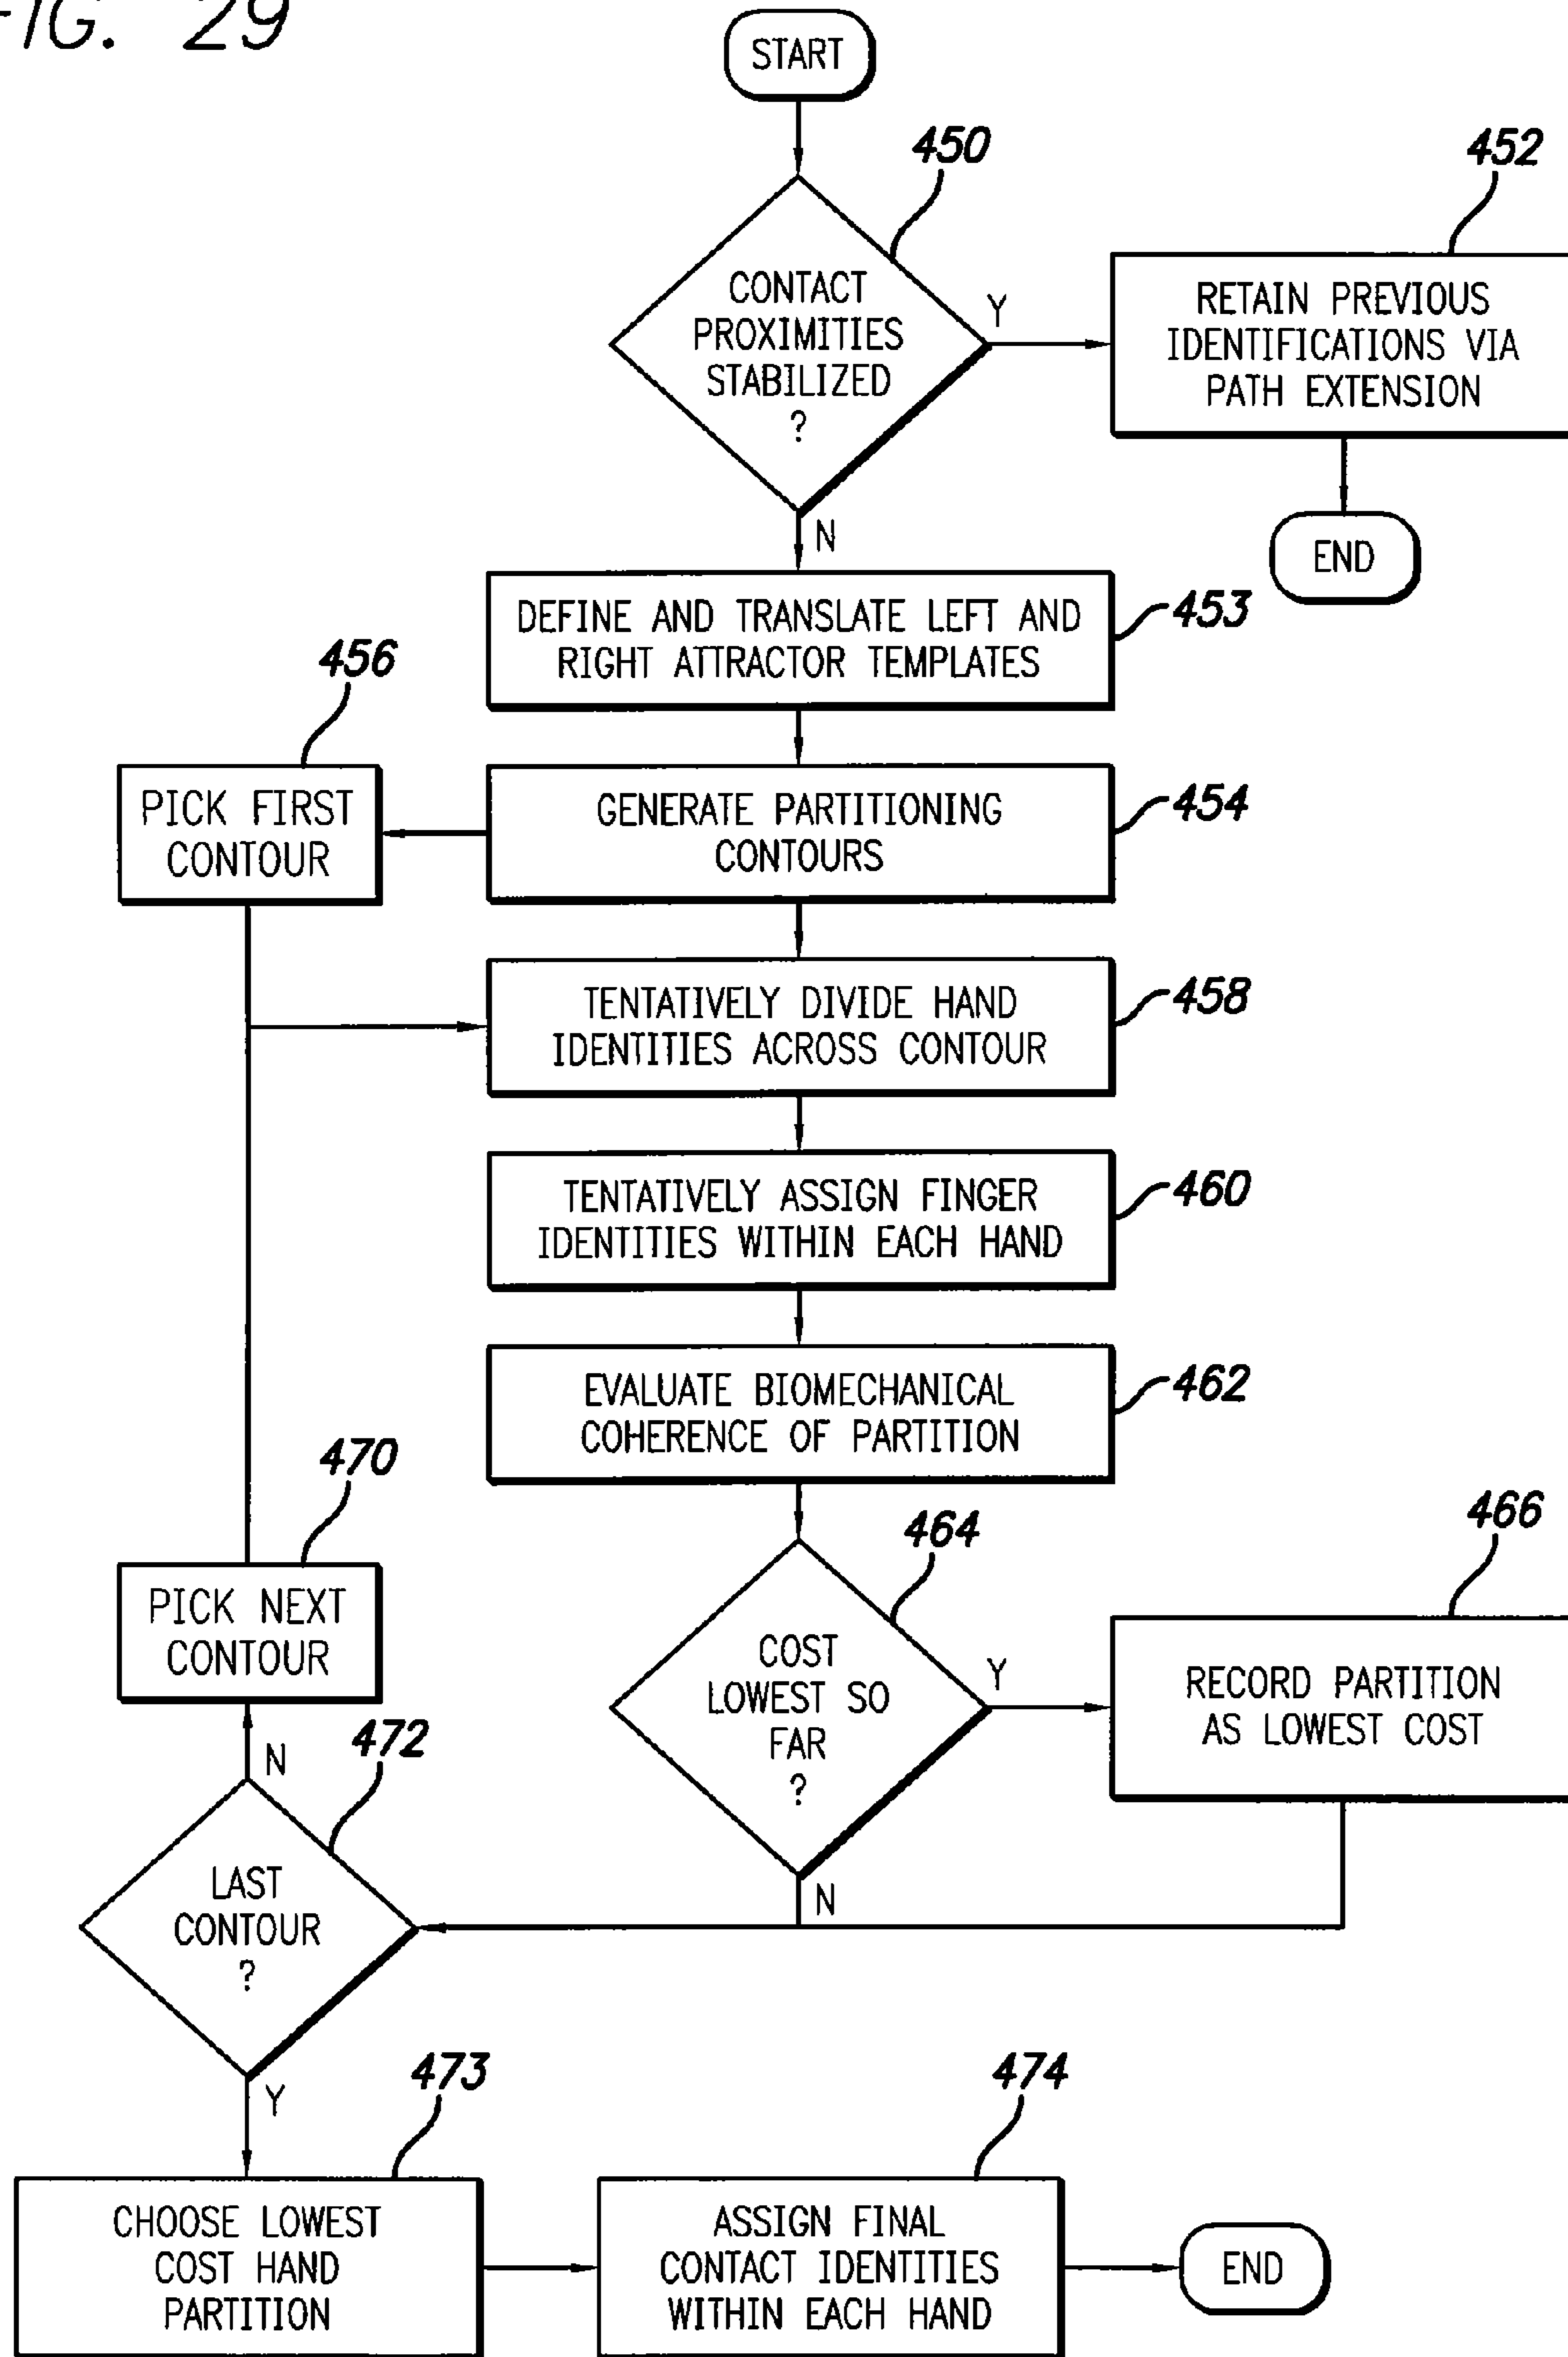 FIG. 29
START
450
452
CONTACT
PROXIMITIES
STABILIZED
?
Y
RETAIN PREVIOUS
IDENTIFICATIONS VIA
PATH EXTENSION
N
END
DEFINE AND TRANSLATE LEFT AND
RIGHT ATTRACTOR TEMPLATES
453
456
PICK FIRST
CONTOUR
GENERATE PARTITIONING
CONTOURS
454
TENTATIVELY DIVIDE HAND
IDENTITIES ACROSS CONTOUR
458
TENTATIVELY ASSIGN FINGER
IDENTITIES WITHIN EACH HAND
460
EVALUATE BIOMECHANICAL
COHERENCE OF PARTITION
462
470
464
466
PICK NEXT
CONTOUR
COST
LOWEST SO
FAR
?
Y
RECORD PARTITION
AS LOWEST COST
N
472
N
LAST
CONTOUR
?
Y
473
474
CHOOSE LOWEST
COST HAND
PARTITION
ASSIGN FINAL
CONTACT IDENTITIES
WITHIN EACH HAND
END